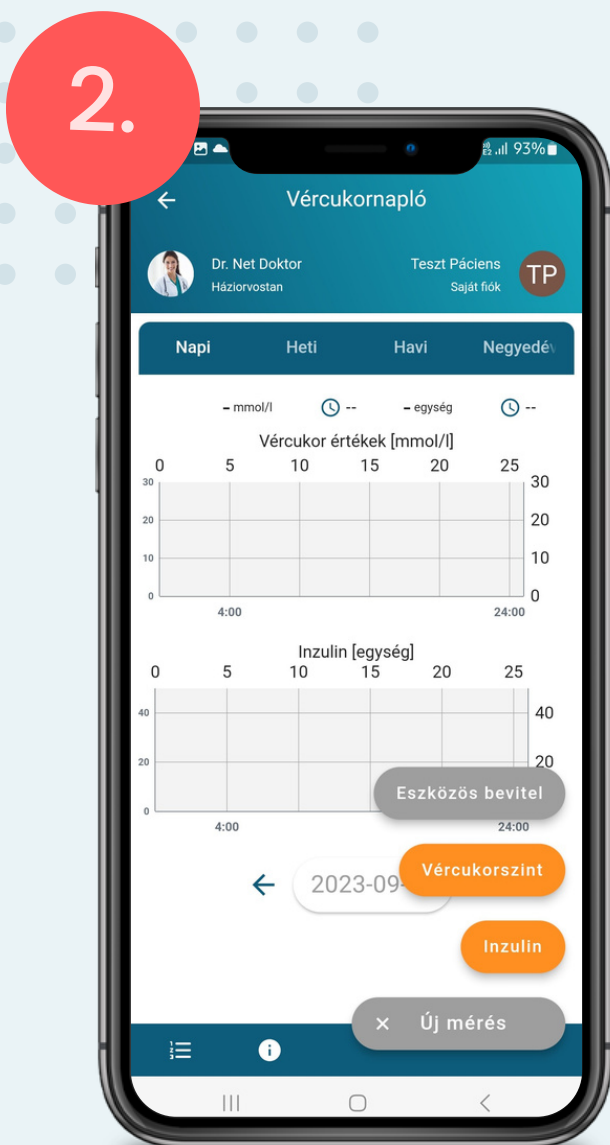 2.
93%
Vércukornapló
Dr. Net Doktor
Háziorvostan
Teszt Páciens
Saját fiók
TP
Napi Heti Havi Negyedév
– mmol/l -- – egység --
Vércukor értékek [mmol/l]
0 5 10 15 20 25
30 30
20 20
10 10
0 0
4:00 24:00
Inzulin [egység]
0 5 10 15 20 25
40 40
20 20
0
4:00 24:00
Eszközös bevitel
Vércukorszint
2023-09-
Inzulin
× Új mérés